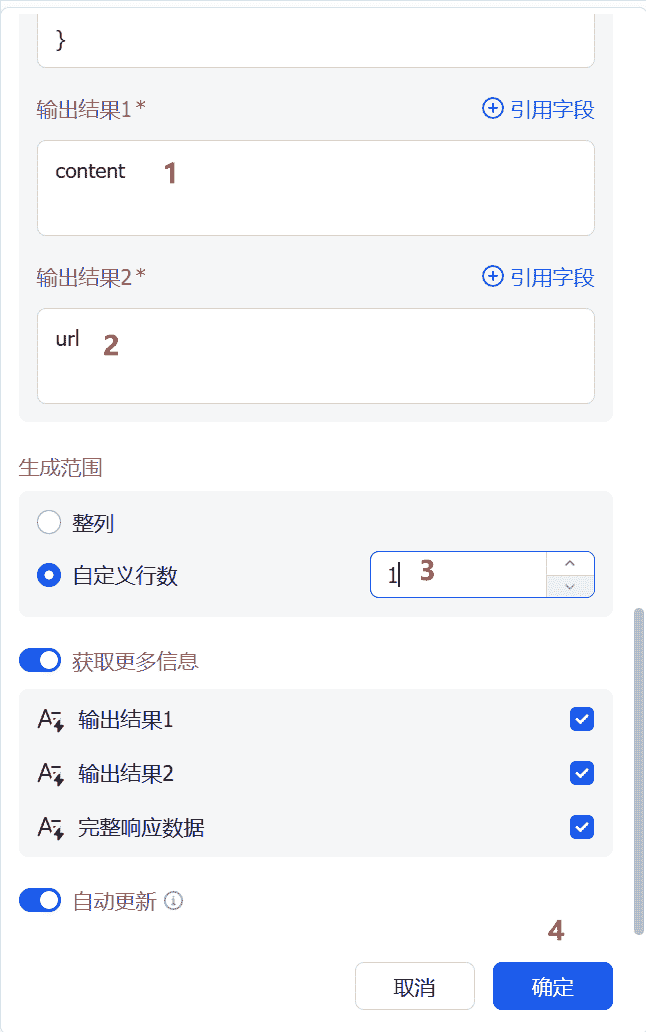 }
输出结果1* 引用字段
content 1
输出结果2* 引用字段
url 2
生成范围
整列
自定义行数 1 3
获取更多信息
输出结果1
输出结果2
完整响应数据
自动更新
4
取消 确定